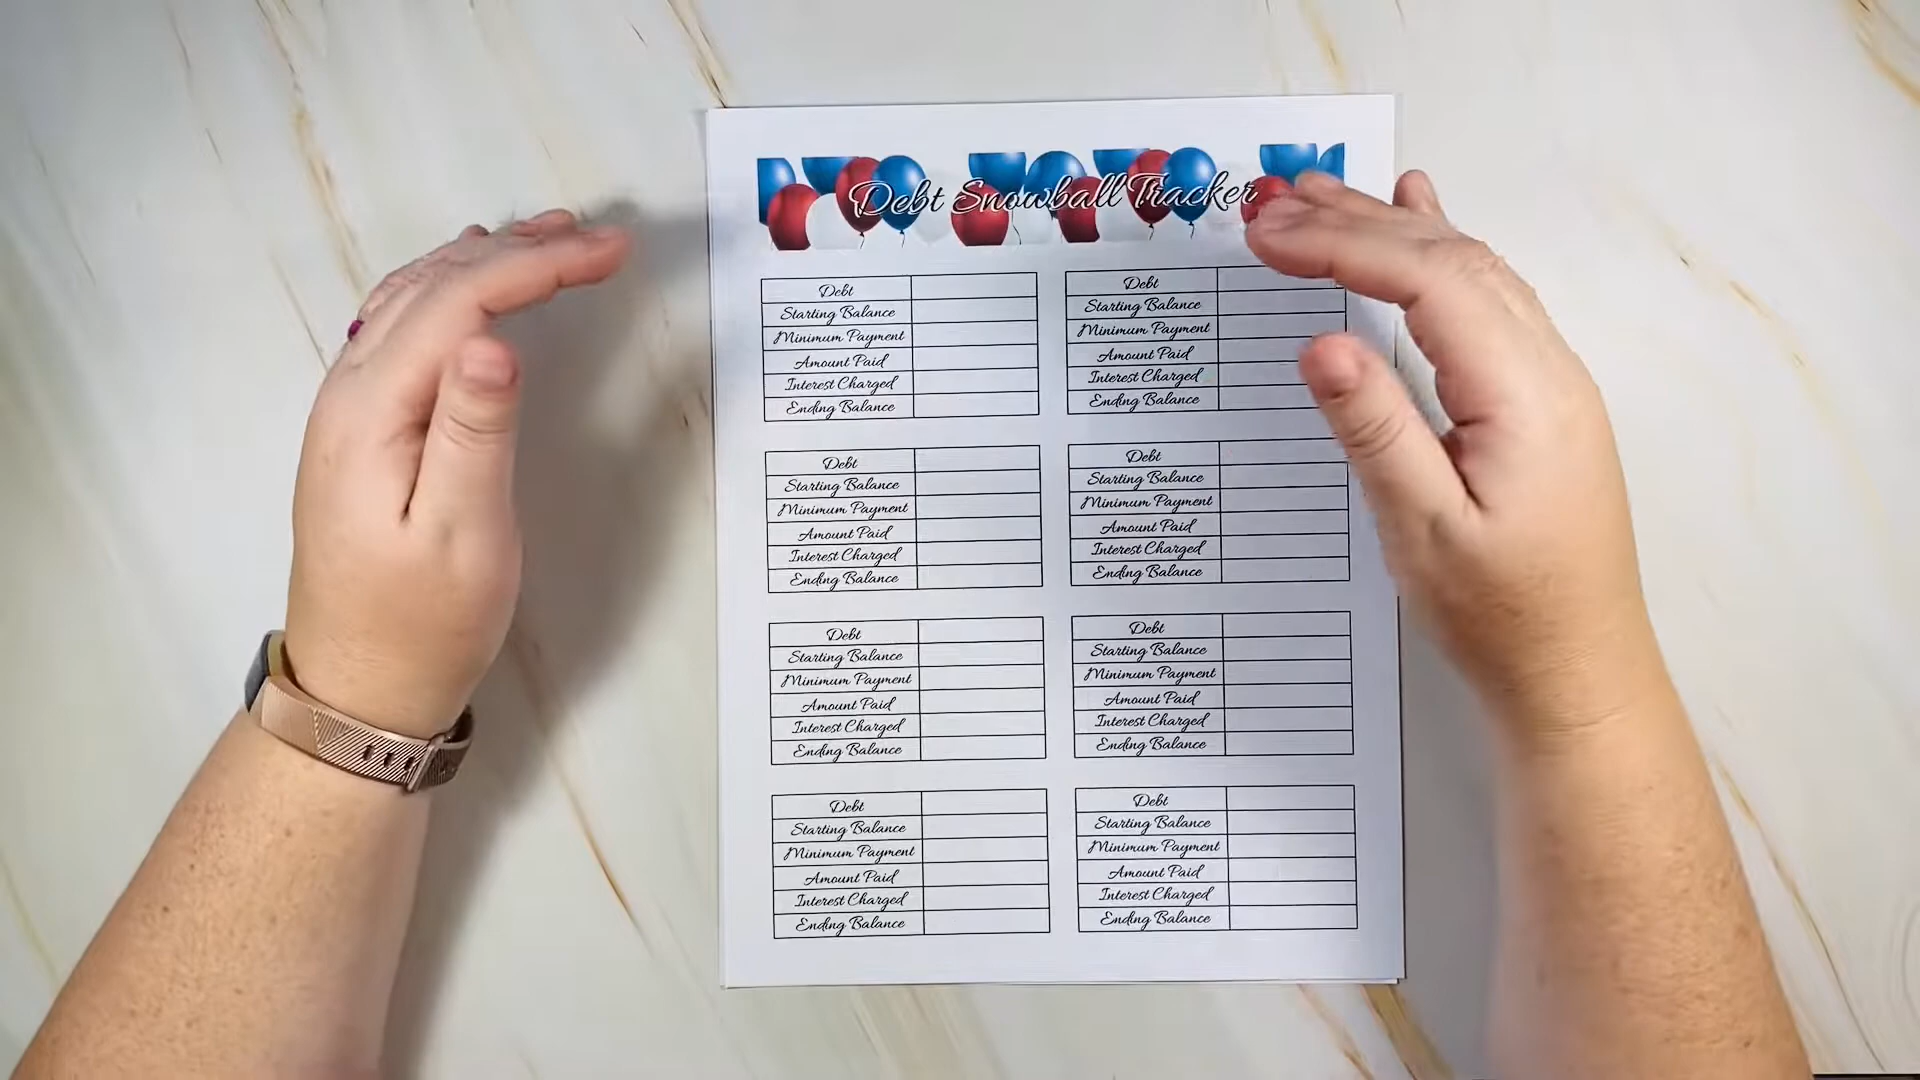 Debt Snowball Tracker
Debt
Starting Balance
Minimum Payment
Amount Paid
Interest Charged
Ending Balance
Debt
Starting Balance
Minimum Payment
Amount Paid
Interest Charged
Ending Balance
Debt
Starting Balance
Minimum Payment
Amount Paid
Interest Charged
Ending Balance
Debt
Starting Balance
Minimum Payment
Amount Paid
Interest Charged
Ending Balance
Debt
Starting Balance
Minimum Payment
Amount Paid
Interest Charged
Ending Balance
Debt
Starting Balance
Minimum Payment
Amount Paid
Interest Charged
Ending Balance
Debt
Starting Balance
Minimum Payment
Amount Paid
Interest Charged
Ending Balance
Debt
Starting Balance
Minimum Payment
Amount Paid
Interest Charged
Ending Balance